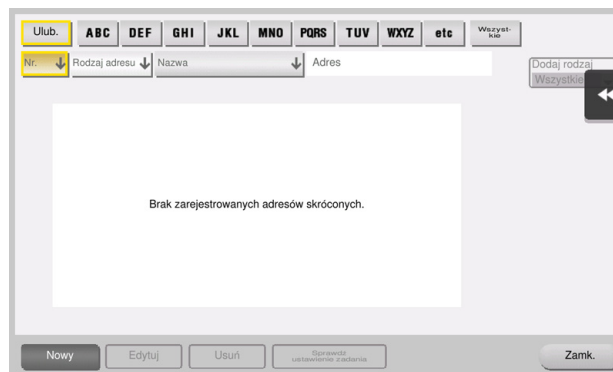 Ulub. ABC DEF GHI JKL MNO PQRS TUV WXYZ etc Wszyst-
kie
Nr. Rodzaj adresu Nazwa Adres
Dodaj rodzaj
Wszystkie
Brak zarejestrowanych adresów skróconych.
Nowy Edytuj Usuń Sprawdź
ustawienie zadania
Zamk.